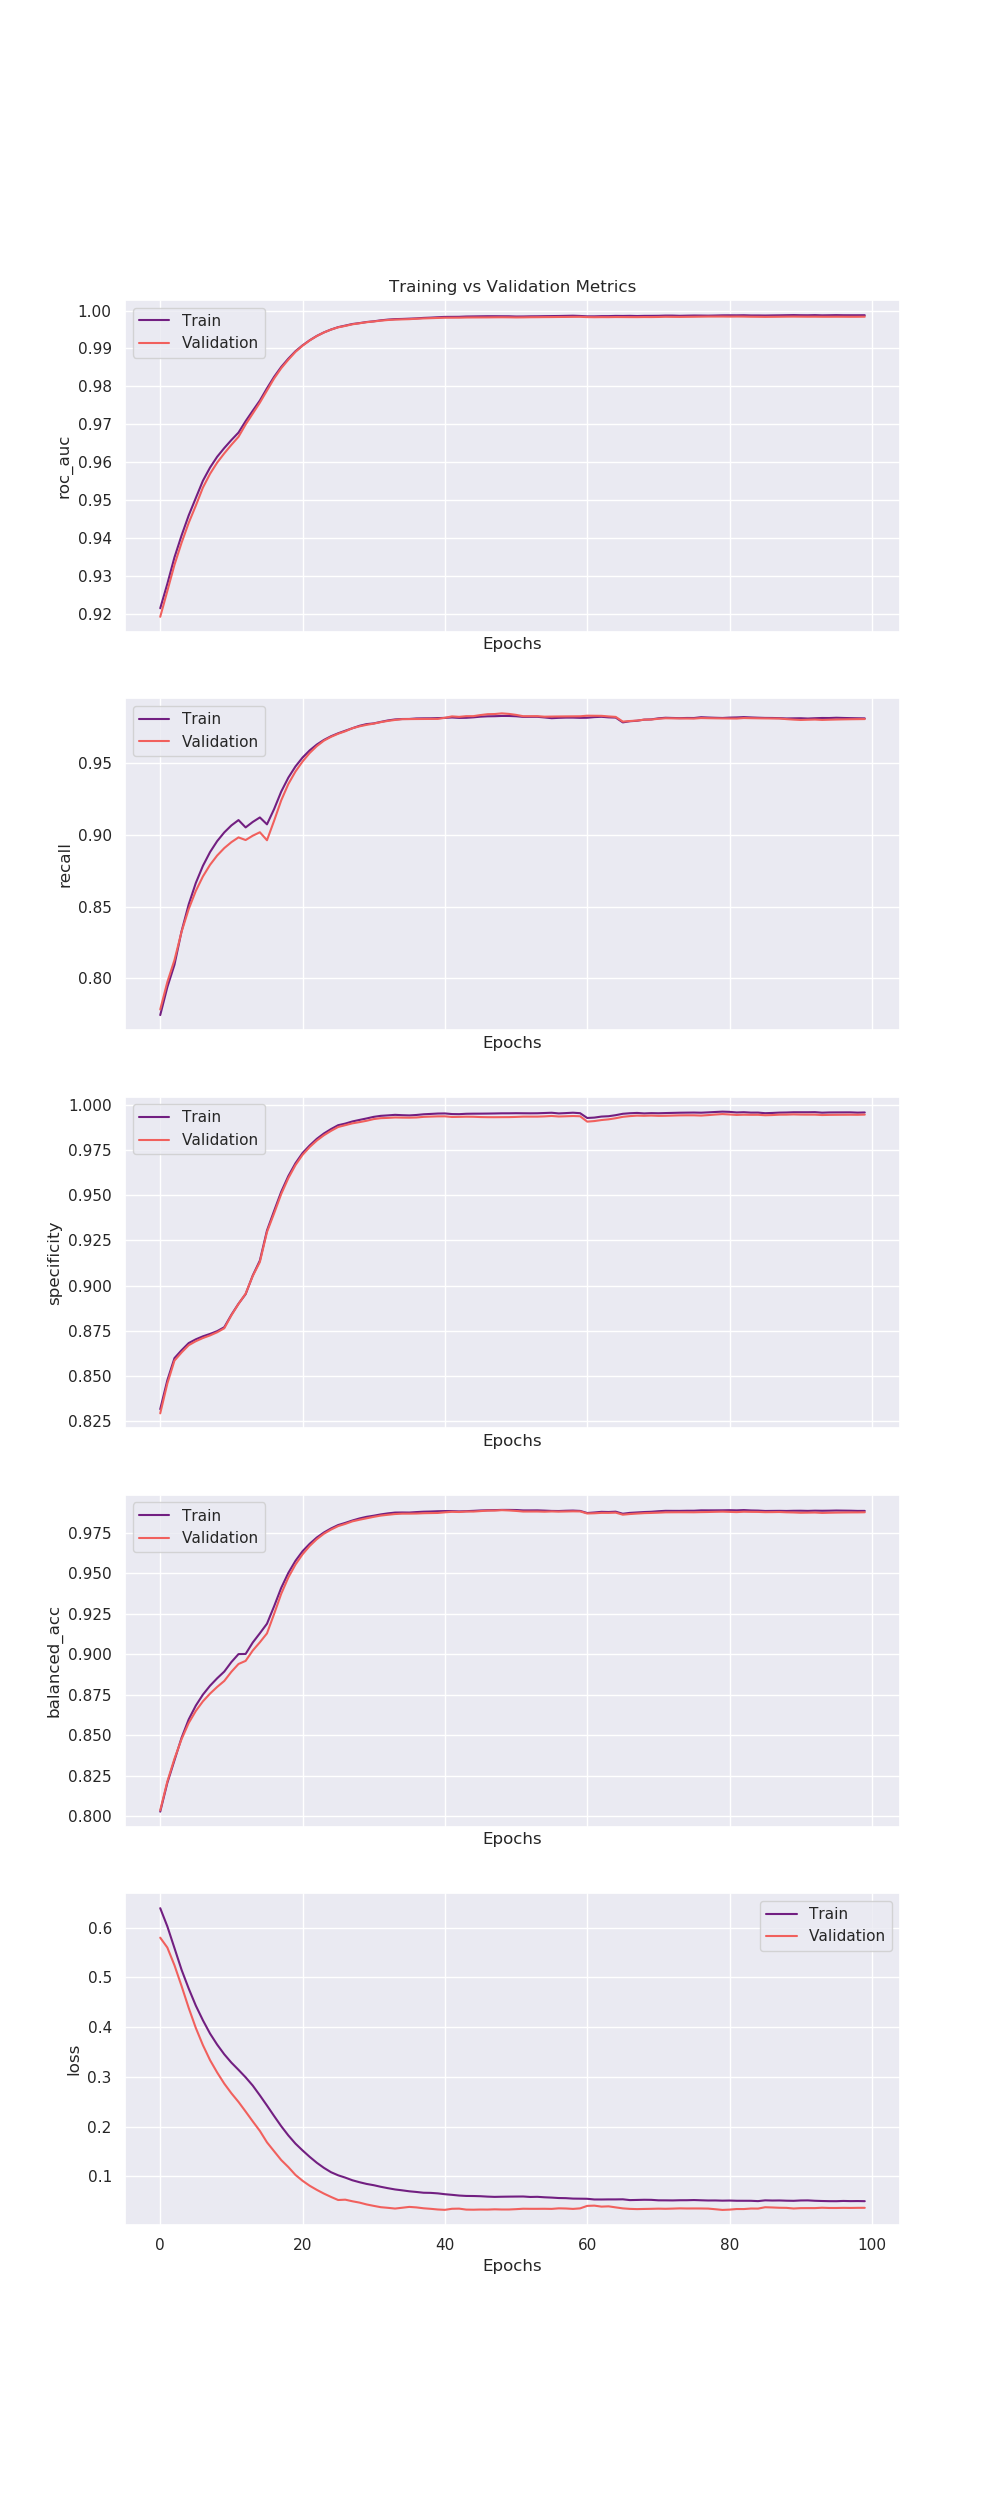 Training vs Validation Metrics
1.00
0.99
0.98
0.97
0.96
0.95
0.94
0.93
0.92
roc_auc
Train
Validation
Epochs
0.95
0.90
0.85
0.80
recall
Train
Validation
Epochs
1.000
0.975
0.950
0.925
0.900
0.875
0.850
0.825
specificity
Train
Validation
Epochs
0.975
0.950
0.925
0.900
0.875
0.850
0.825
0.800
balanced_acc
Train
Validation
Epochs
0.6
0.5
0.4
0.3
0.2
0.1
loss
Train
Validation
0 20 40 60 80 100
Epochs